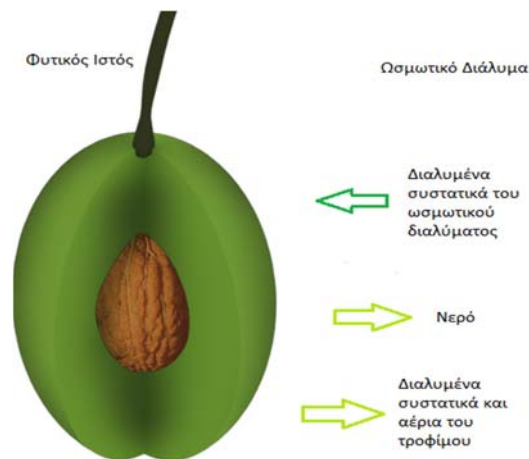 Φυτικός Ιστός
Ωσμωτικό Διάλυμα
Διαλυμένα
συστατικά του
ωσμωτικού
διαλύματος
Νερό
Διαλυμένα
συστατικά και
αέρια του
τροφίμου